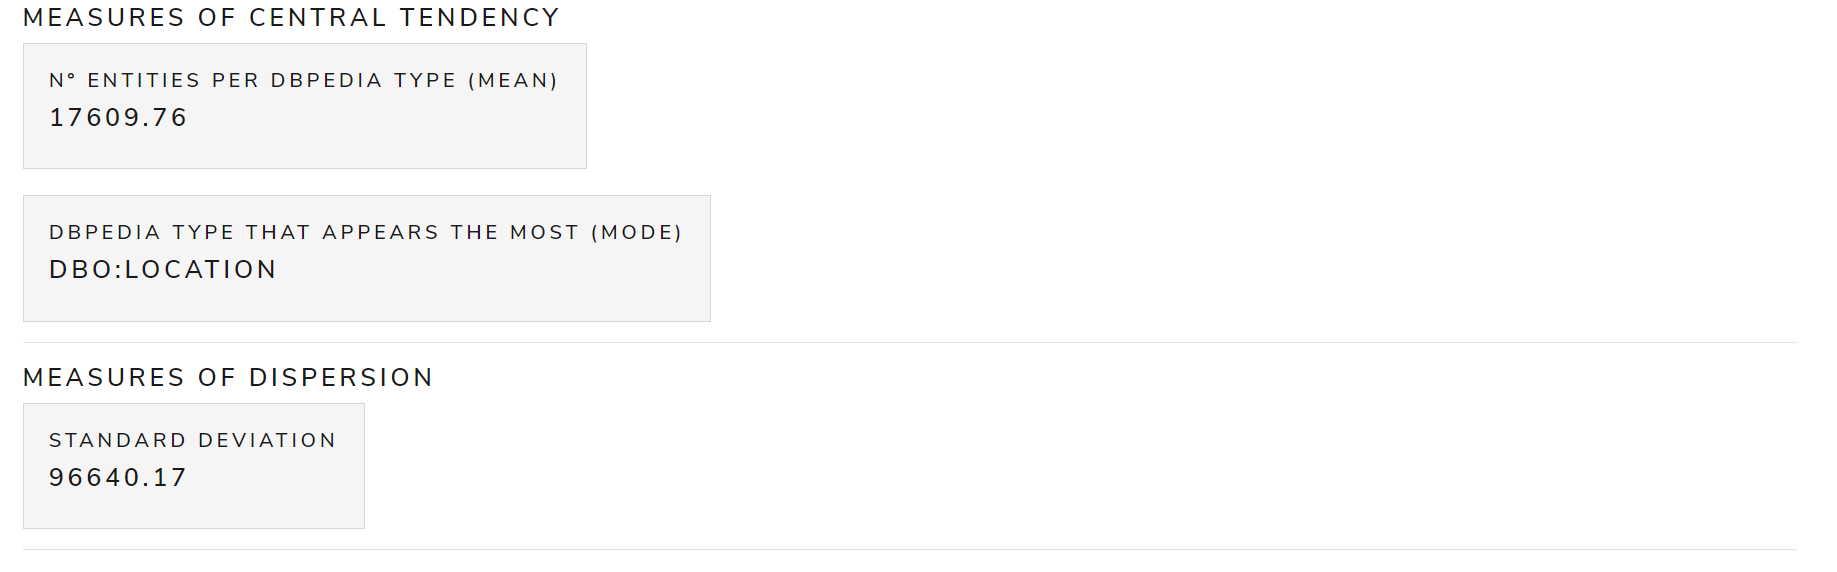 MEASURES OF CENTRAL TENDENCY
N° ENTITIES PER DBPEDIA TYPE (MEAN)
17609.76
DBPEDIA TYPE THAT APPEARS THE MOST (MODE)
DBO:LOCATION
MEASURES OF DISPERSION
STANDARD DEVIATION
96640.17